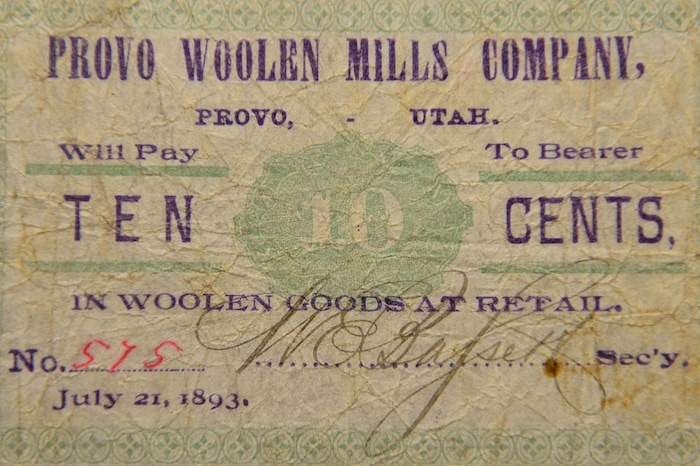 PROVO WOOLEN MILLS COMPANY,
PROVO, - UTAH.
Will Pay To Bearer
TEN 10 CENTS,
IN WOOLEN GOODS AT RETAIL.
No. 575 Sec'y.
July 21, 1893.